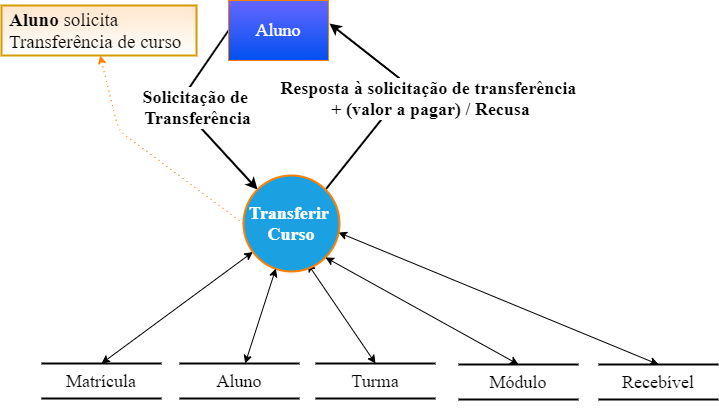 Aluno solicita
Transferência de curso
Aluno
Solicitação de
Transferência
Resposta à solicitação de transferência
+ (valor a pagar) / Recusa
Transferir
Curso
Matrícula
Aluno
Turma
Módulo
Recebível